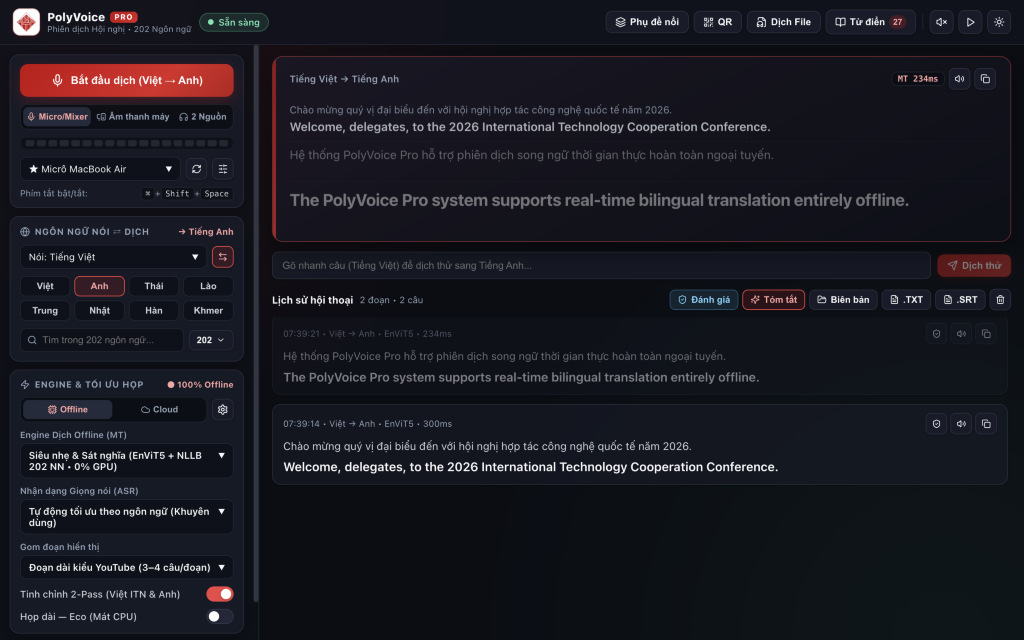 PolyVoice PRO
Phiên dịch Hội nghị • 202 Ngôn ngữ
Sẵn sàng
Phụ đề nổi
QR
Dịch File
Từ điển 27
Bắt đầu dịch (Việt → Anh)
Micro/Mixer
Âm thanh máy
2 Nguồn
★ Micrô MacBook Air ▼
Phím tắt bật/tắt: ⌘ + Shift + Space
NGÔN NGỮ NÓI ⇄ DỊCH → Tiếng Anh
Nói: Tiếng Việt ▼
Việt Anh Thái Lào
Trung Nhật Hàn Khmer
Tìm trong 202 ngôn ngữ...
202
ENGINE & TỐI ƯU HỌP ● 100% Offline
Offline
Cloud
Engine Dịch Offline (MT)
Siêu nhẹ & Sát nghĩa (EnViT5 + NLLB
202 NN • 0% GPU) ▼
Nhận dạng Giọng nói (ASR)
Tự động tối ưu theo ngôn ngữ (Khuyên
dùng) ▼
Gom đoạn hiển thị
Đoạn dài kiểu YouTube (3–4 câu/đoạn) ▼
Tinh chỉnh 2-Pass (Việt ITN & Anh)
Họp dài — Eco (Mát CPU)
Tiếng Việt → Tiếng Anh
MT 234ms
Chào mừng quý vị đại biểu đến với hội nghị hợp tác công nghệ quốc tế năm 2026.
Welcome, delegates, to the 2026 International Technology Cooperation Conference.
Hệ thống PolyVoice Pro hỗ trợ phiên dịch song ngữ thời gian thực hoàn toàn ngoại tuyến.
The PolyVoice Pro system supports real-time bilingual translation entirely offline.
Gõ nhanh câu (Tiếng Việt) để dịch thử sang Tiếng Anh...
Dịch thử
Lịch sử hội thoại 2 đoạn • 2 câu
Đánh giá
Tóm tắt
Biên bản
.TXT
.SRT
07:39:21 • Việt → Anh • EnViT5 • 234ms
Hệ thống PolyVoice Pro hỗ trợ phiên dịch song ngữ thời gian thực hoàn toàn ngoại tuyến.
The PolyVoice Pro system supports real-time bilingual translation entirely offline.
07:39:14 • Việt → Anh • EnViT5 • 300ms
Chào mừng quý vị đại biểu đến với hội nghị hợp tác công nghệ quốc tế năm 2026.
Welcome, delegates, to the 2026 International Technology Cooperation Conference.